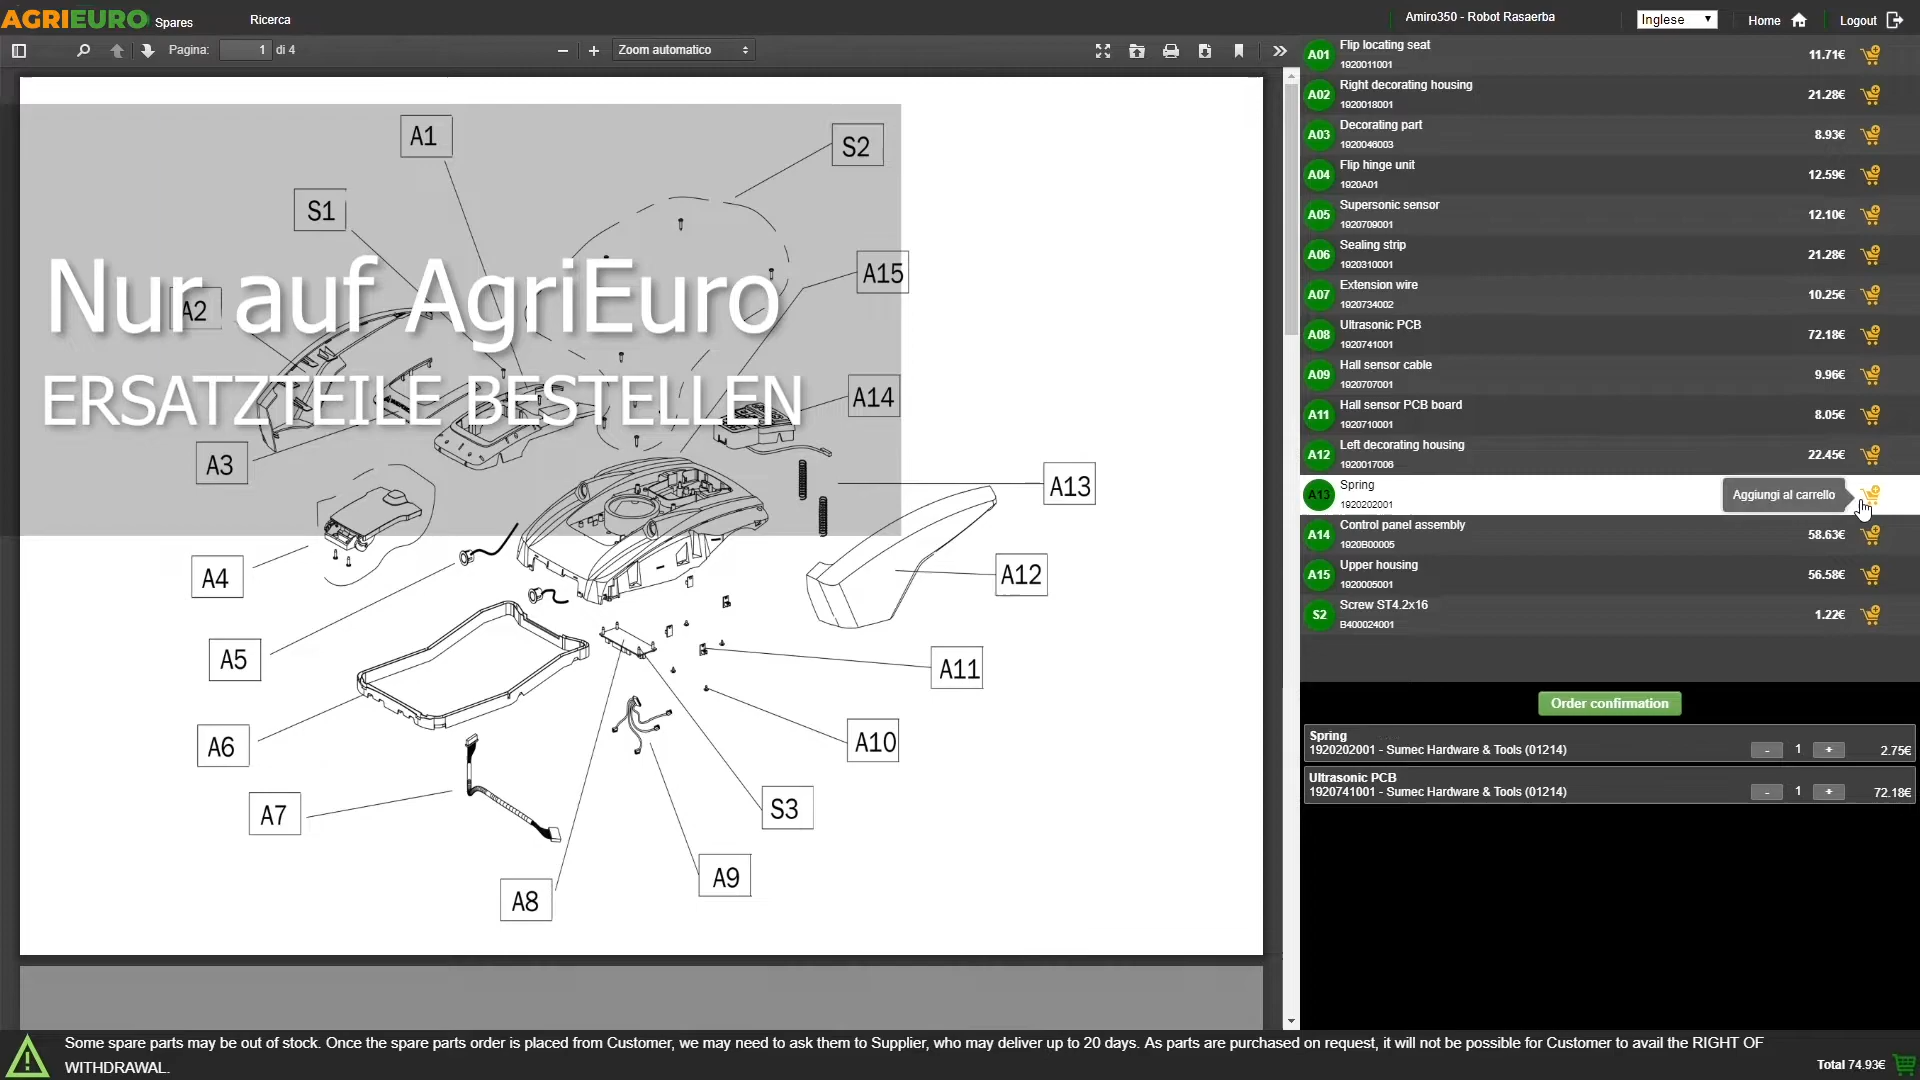 AGRIEURO Spares
Ricerca
Amiro350 - Robot Rasaerba
Inglese
Home
Logout
Pagina: 1 di 4
Zoom automatico
Nur auf AgriEuro
ERSATZTEILE BESTELLEN
A1
S2
S1
A15
A2
A14
A3
A13
A4
A12
A5
A11
A6
A10
A7
S3
A9
A8
A01 Flip locating seat 11.71€
1920011001
A02 Right decorating housing 21.28€
1920018001
A03 Decorating part 8.93€
1920046003
A04 Flip hinge unit 12.59€
1920A01
A05 Supersonic sensor 12.10€
1920709001
A06 Sealing strip 21.28€
1920310001
A07 Extension wire 10.25€
1920734002
A08 Ultrasonic PCB 72.18€
1920741001
A09 Hall sensor cable 9.96€
1920707001
A11 Hall sensor PCB board 8.05€
1920710001
A12 Left decorating housing 22.45€
1920017006
A13 Spring Aggiungi al carrello
1920202001
A14 Control panel assembly 58.63€
1920B00005
A15 Upper housing 56.58€
1920005001
S2 Screw ST4.2x16 1.22€
B400024001
Order confirmation
Spring
1920202001 - Sumec Hardware & Tools (01214) - 1 + 2.75€
Ultrasonic PCB
1920741001 - Sumec Hardware & Tools (01214) - 1 + 72.18€
Some spare parts may be out of stock. Once the spare parts order is placed from Customer, we may need to ask them to Supplier, who may deliver up to 20 days. As parts are purchased on request, it will not be possible for Customer to avail the RIGHT OF
WITHDRAWAL.
Total 74.93€